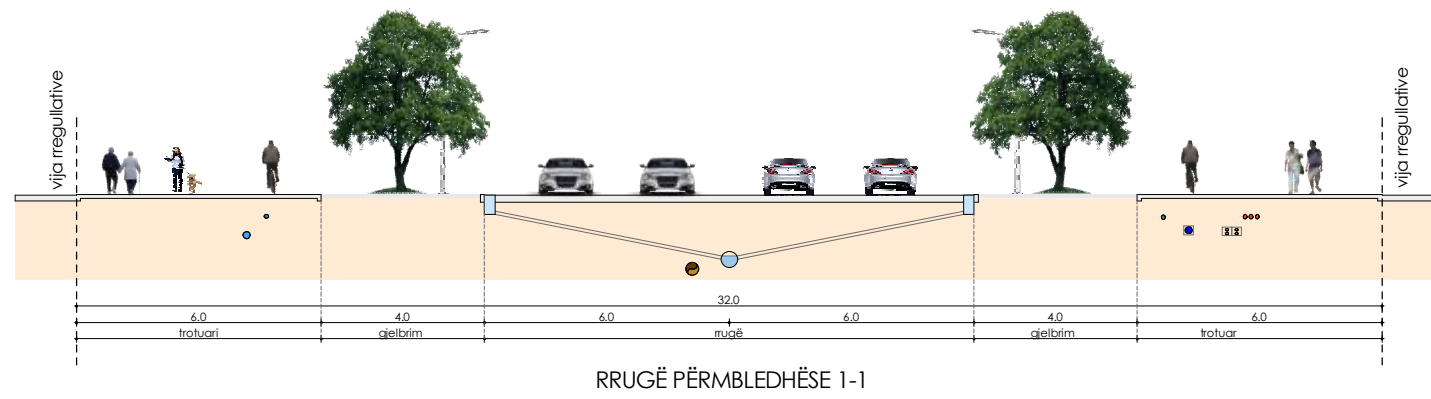 vija rregullative
vija rregullative
32.0
6.0 4.0 6.0 6.0 4.0 6.0
trotuari gjelbrim rrugë gjelbrim trotuar
RRUGË PËRMBLEDHËSE 1-1